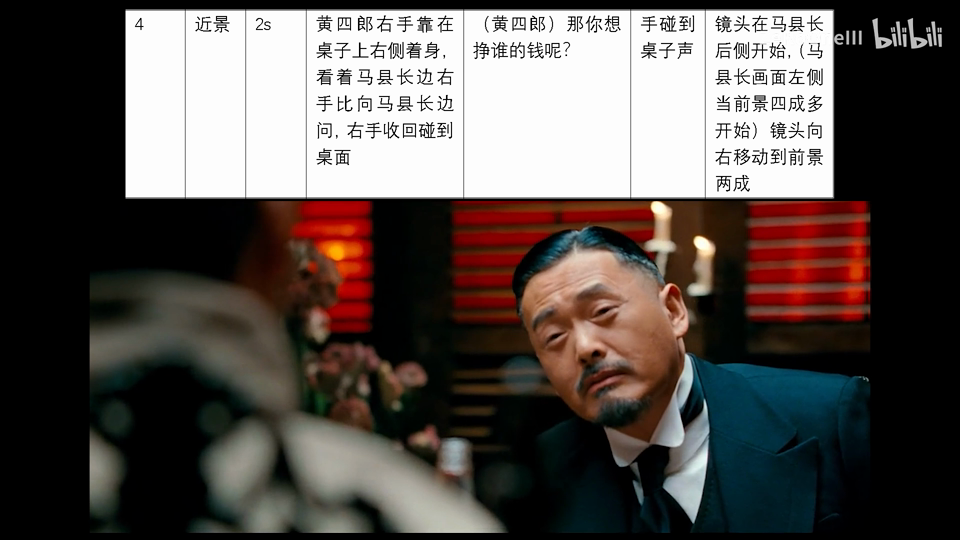 4
近景
2s
黄四郎右手靠在
桌子上右侧着身，
看着马县长边右
手比向马县长边
问，右手收回碰到
桌面
（黄四郎）那你想
挣谁的钱呢？
手碰到
桌子声
镜头在马县长
后侧开始，（马
县长画面左侧
当前景四成多
开始）镜头向
右移动到前景
两成
bilibili